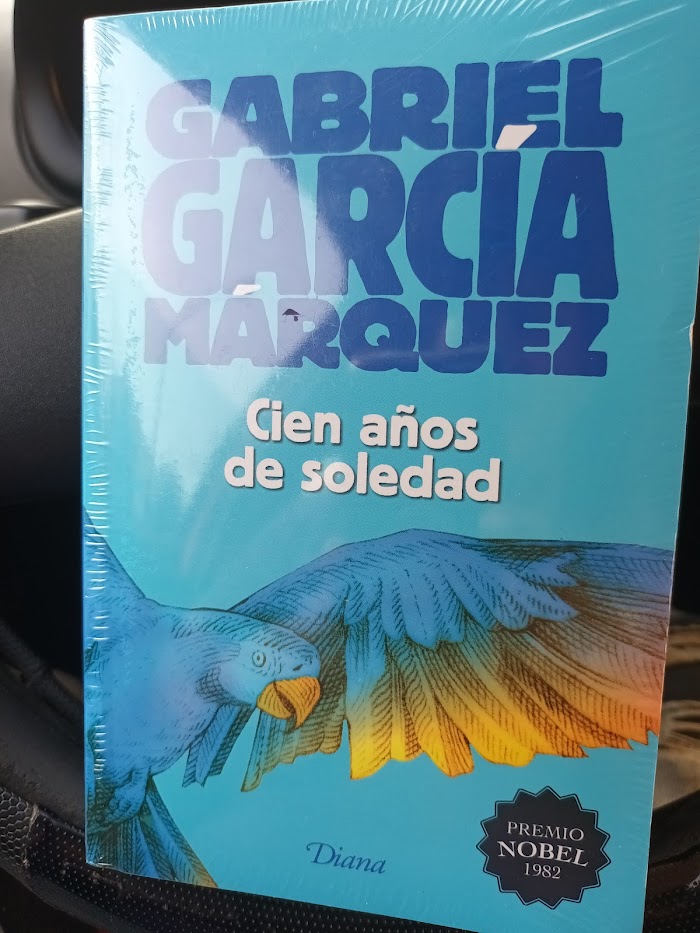 GABRIEL
GARCÍA
MÁRQUEZ
Cien años
de soledad
Diana
PREMIO
NOBEL
1982